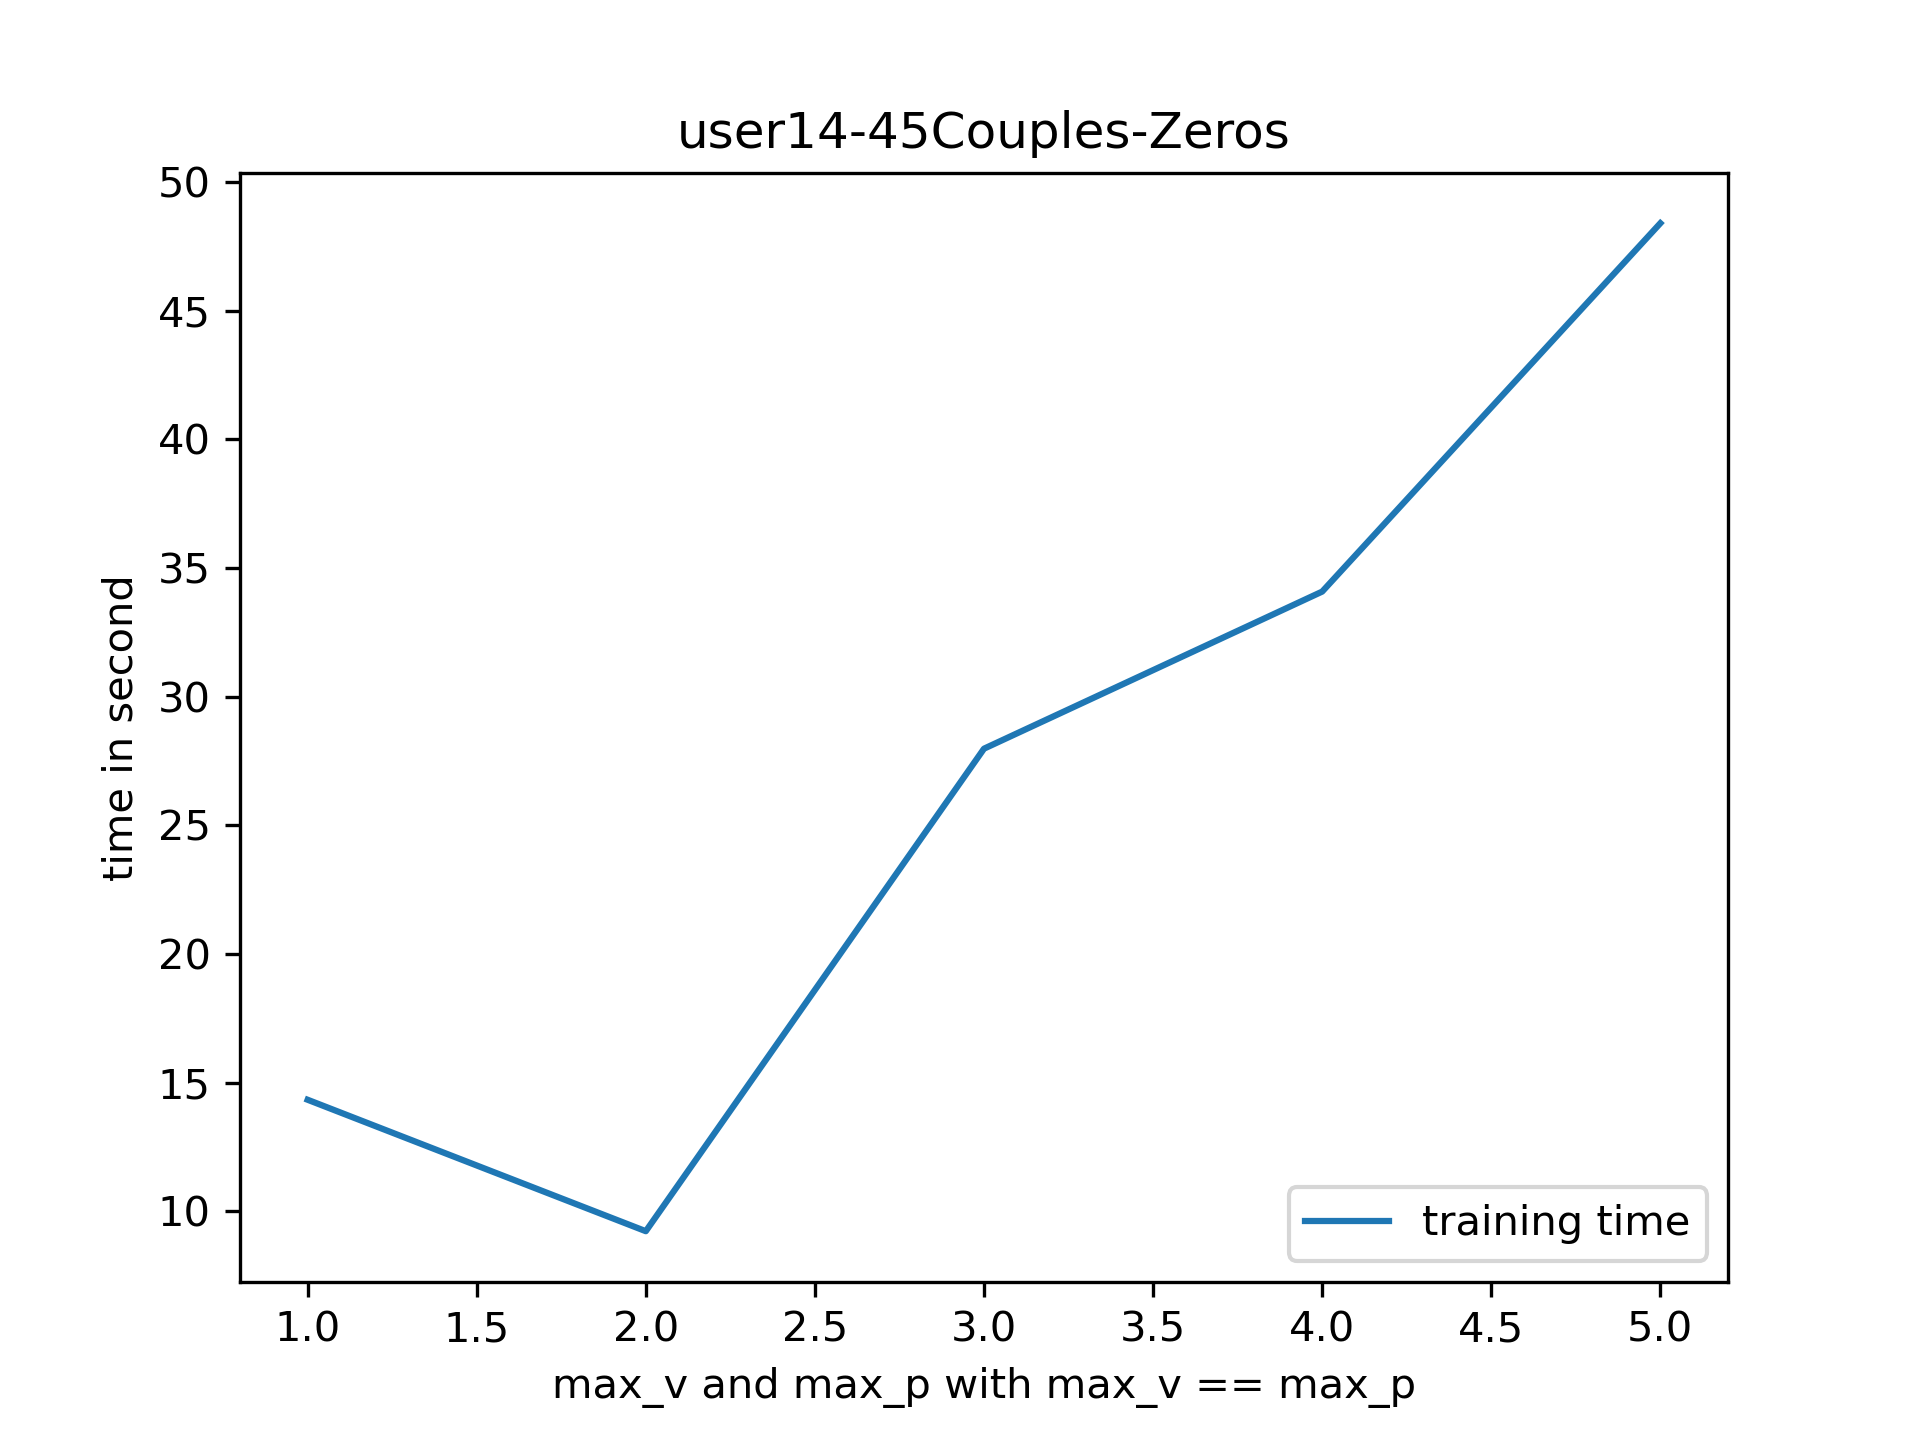 user14-45Couples-Zeros
50
45
40
35
30
25
20
15
10
time in second
training time
1.0 1.5 2.0 2.5 3.0 3.5 4.0 4.5 5.0
max_v and max_p with max_v == max_p